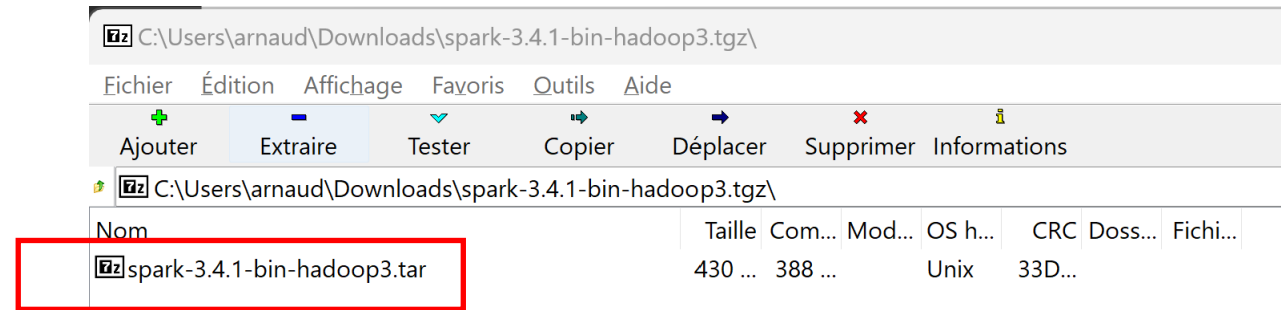 C:\Users\arnaud\Downloads\spark-3.4.1-bin-hadoop3.tgz\
Fichier Édition Affichage Favoris Outils Aide
Ajouter Extraire Tester Copier Déplacer Supprimer Informations
C:\Users\arnaud\Downloads\spark-3.4.1-bin-hadoop3.tgz\
Nom Taille Com... Mod... OS h... CRC Doss... Fichi...
spark-3.4.1-bin-hadoop3.tar 430 ... 388 ... Unix 33D...